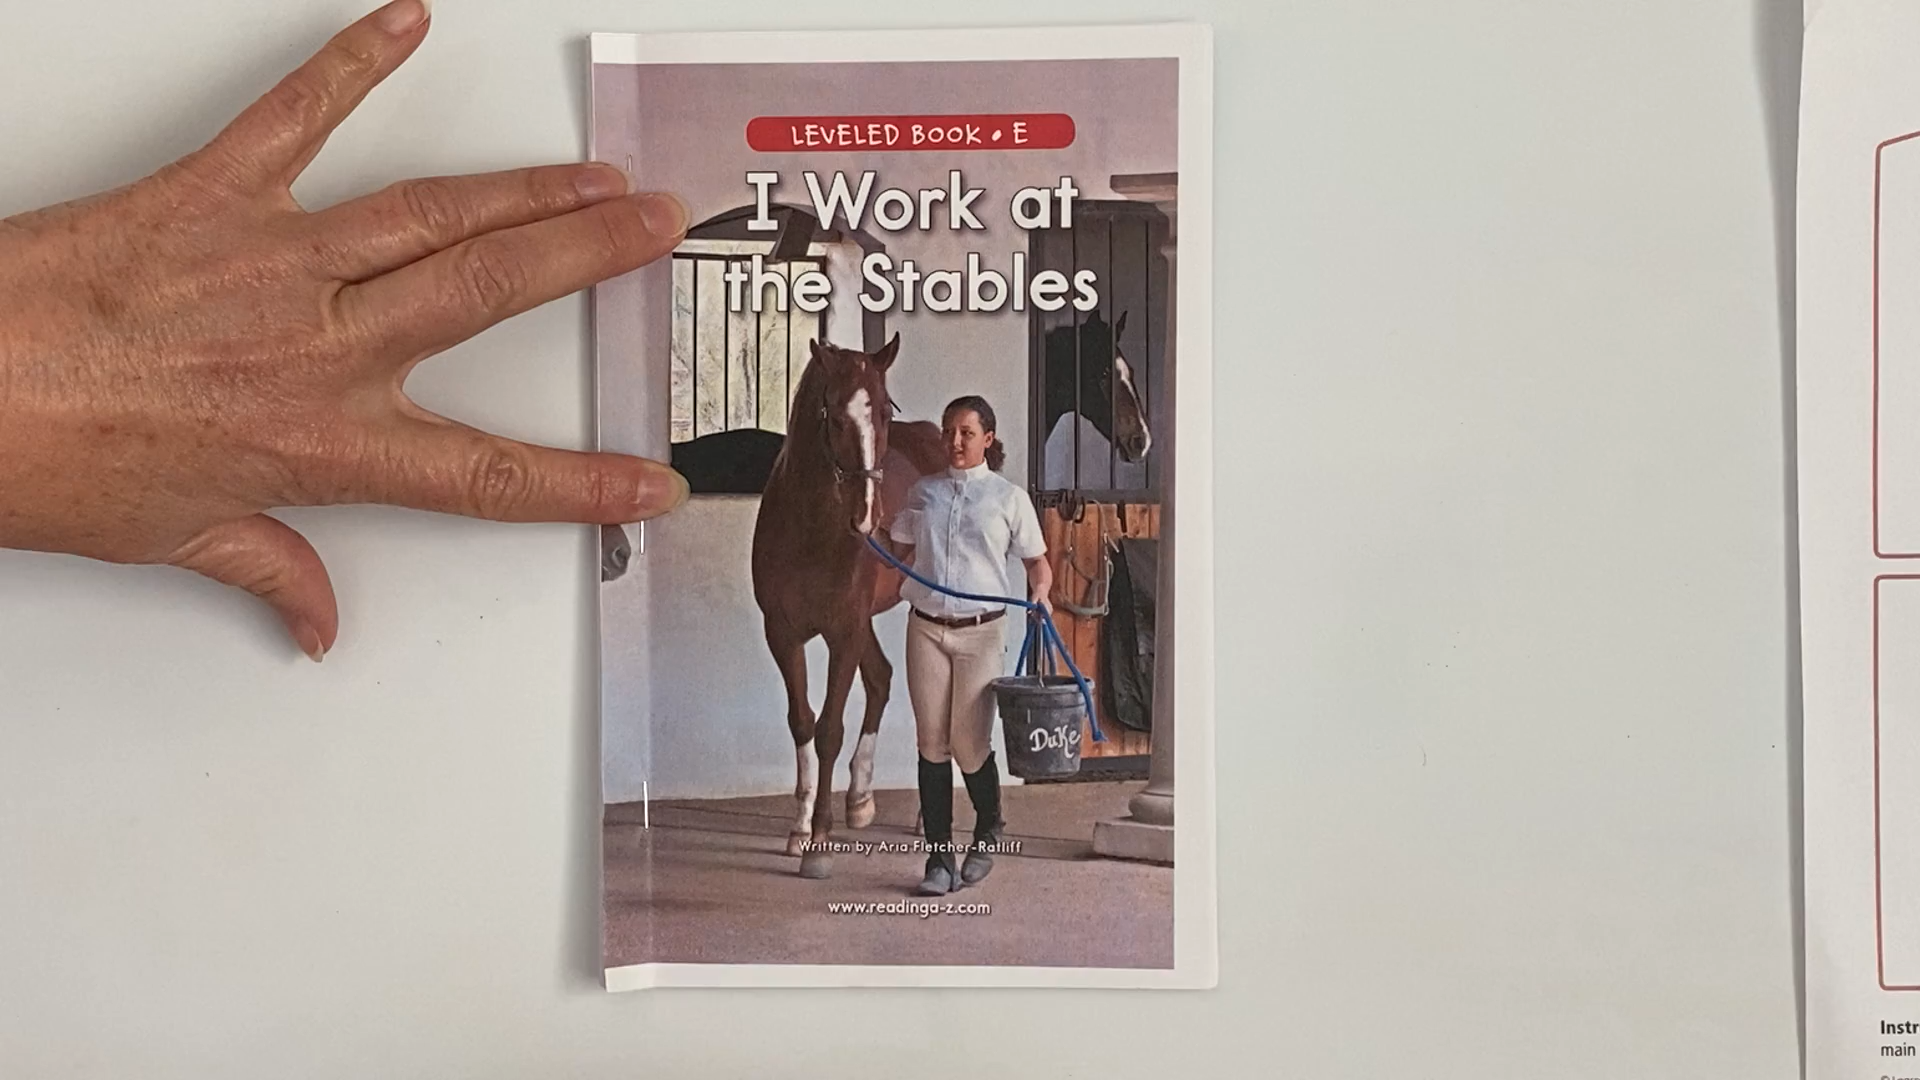 LEVELED BOOK • E
I Work at
the Stables
Duke
Written by Aria Fletcher-Ratliff
www.readinga-z.com
Instr
main